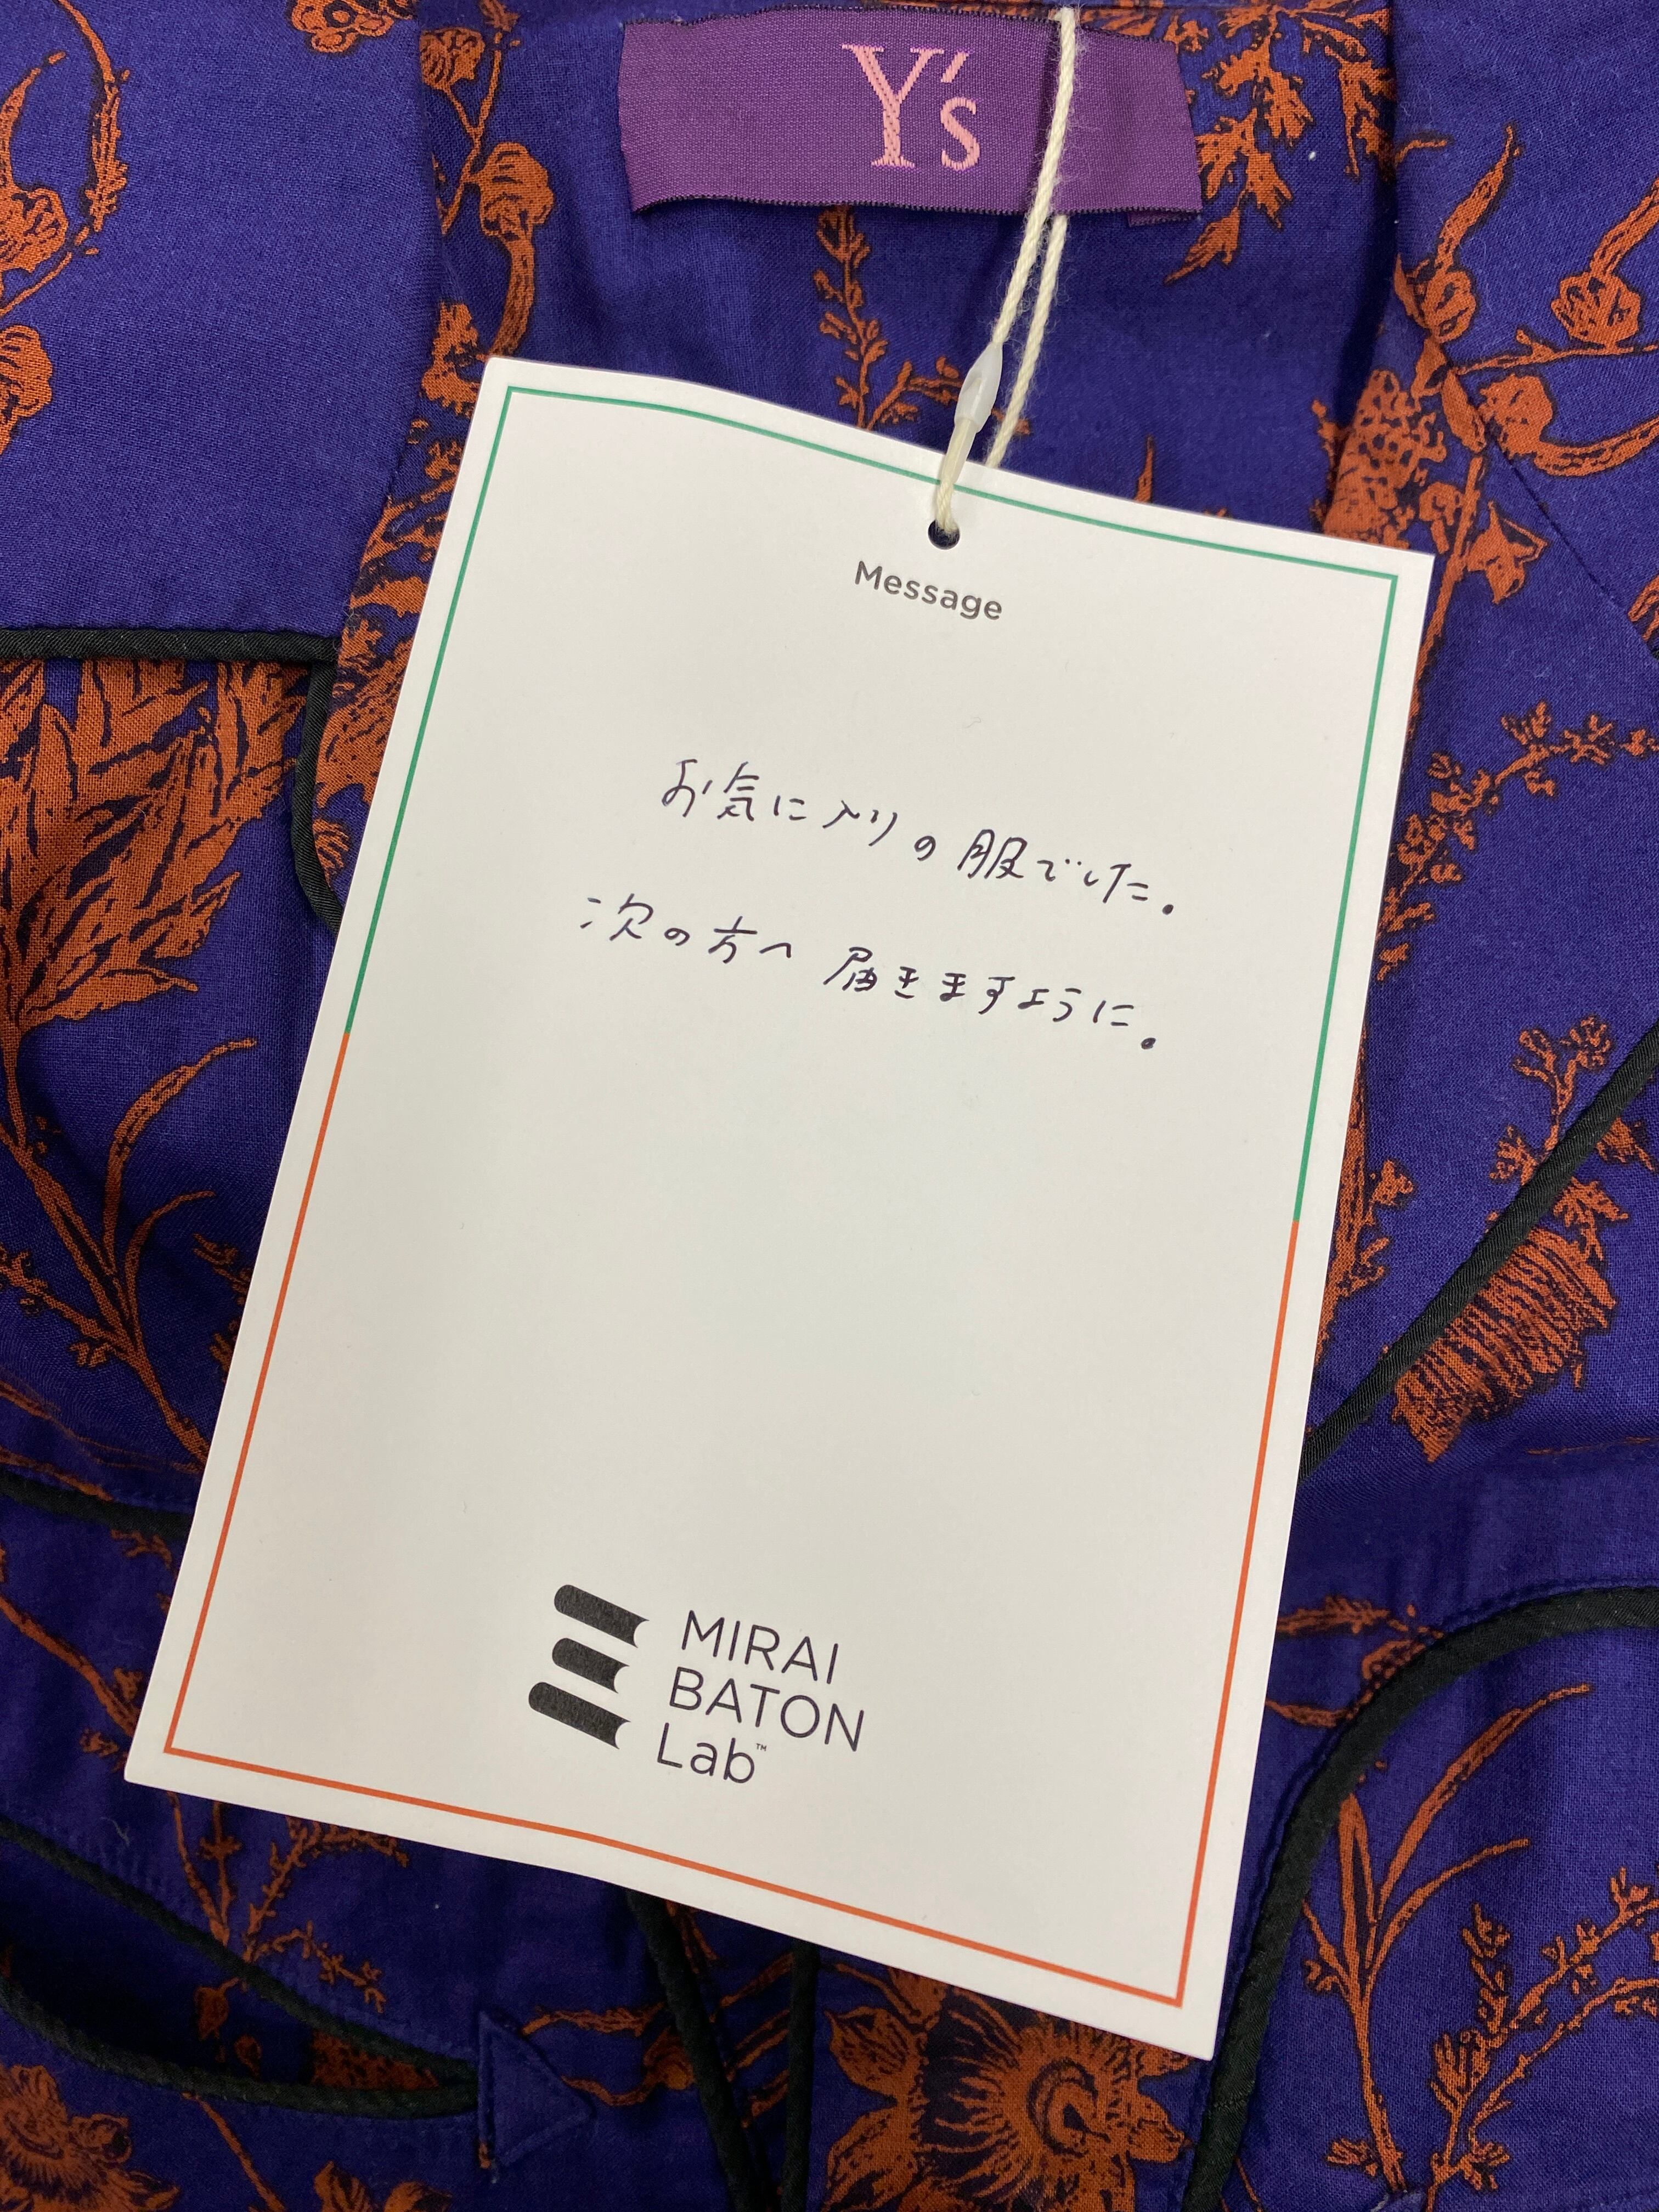 Y's
Message
お気に入りの服でした。
次の方へ 届きますように。
MIRAI
BATON
Lab™